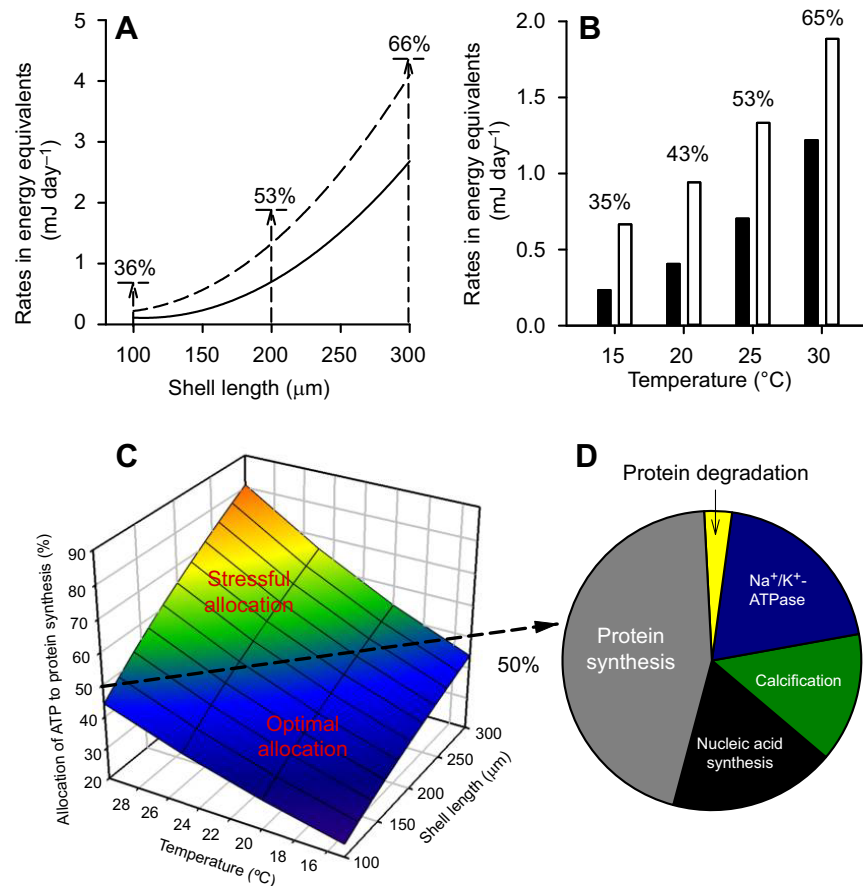 A
Rates in energy equivalents
(mJ day–1)
5
4
3
2
1
0
36%
53%
66%
100
150
200
250
300
Shell length (μm)
B
Rates in energy equivalents
(mJ day–1)
2.0
1.5
1.0
0.5
0.0
35%
43%
53%
65%
15
20
25
30
Temperature (°C)
C
Allocation of ATP to protein synthesis (%)
90
80
70
60
50
40
30
20
Stressful
allocation
Optimal
allocation
28
26
24
22
20
18
16
Temperature (ºC)
100
150
200
250
300
Shell length (μm)
50%
D
Protein degradation
Na+/K+-
ATPase
Protein
synthesis
Calcification
Nucleic acid
synthesis